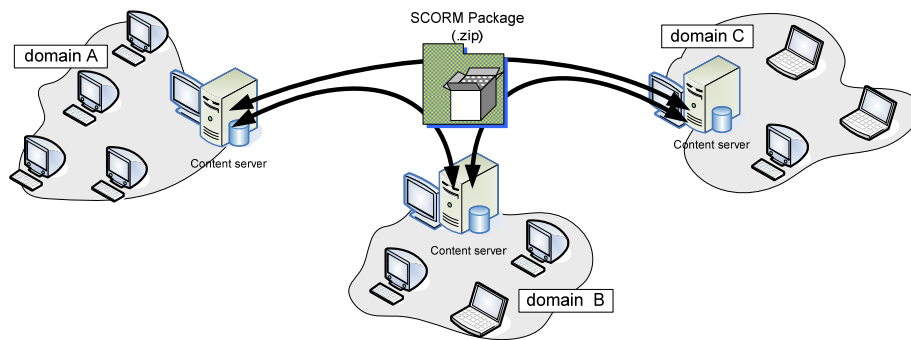 SCORM Package
(.zip)
domain A
domain C
Content server
Content server
Content server
domain  B